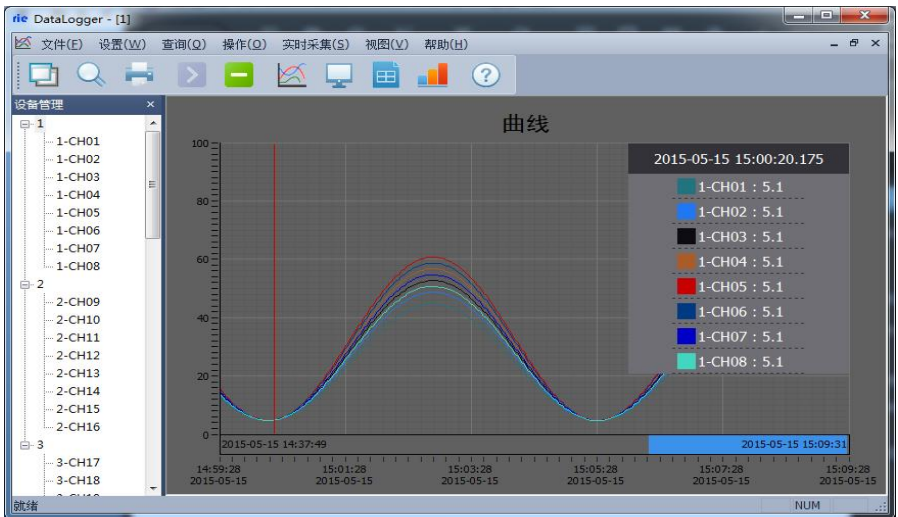 rie DataLogger - [1]
文件(F) 设置(W) 查询(Q) 操作(O) 实时采集(S) 视图(V) 帮助(H)
设备管理
1
1-CH01
1-CH02
1-CH03
1-CH04
1-CH05
1-CH06
1-CH07
1-CH08
2
2-CH09
2-CH10
2-CH11
2-CH12
2-CH13
2-CH14
2-CH15
2-CH16
3
3-CH17
3-CH18
曲线
100
80
60
40
20
0
2015-05-15 15:00:20.175
1-CH01 : 5.1
1-CH02 : 5.1
1-CH03 : 5.1
1-CH04 : 5.1
1-CH05 : 5.1
1-CH06 : 5.1
1-CH07 : 5.1
1-CH08 : 5.1
2015-05-15 14:37:49 2015-05-15 15:09:31
14:59:28 15:01:28 15:03:28 15:05:28 15:07:28 15:09:28
2015-05-15 2015-05-15 2015-05-15 2015-05-15 2015-05-15 2015-05-15
就绪 NUM